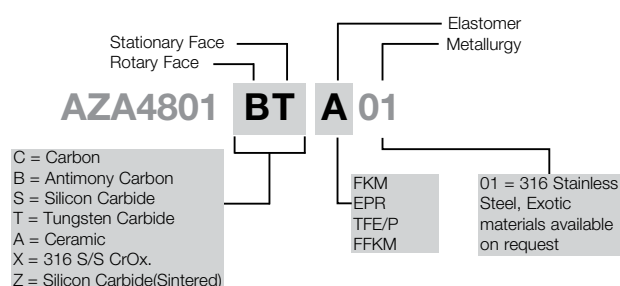 Elastomer
Stationary Face
Metallurgy
Rotary Face
AZA4801 BT A 01
C = Carbon
B = Antimony Carbon
S = Silicon Carbide
T = Tungsten Carbide
A = Ceramic
X = 316 S/S CrOx.
Z = Silicon Carbide(Sintered)
FKM
EPR
TFE/P
FFKM
01 = 316 Stainless
Steel, Exotic
materials available
on request